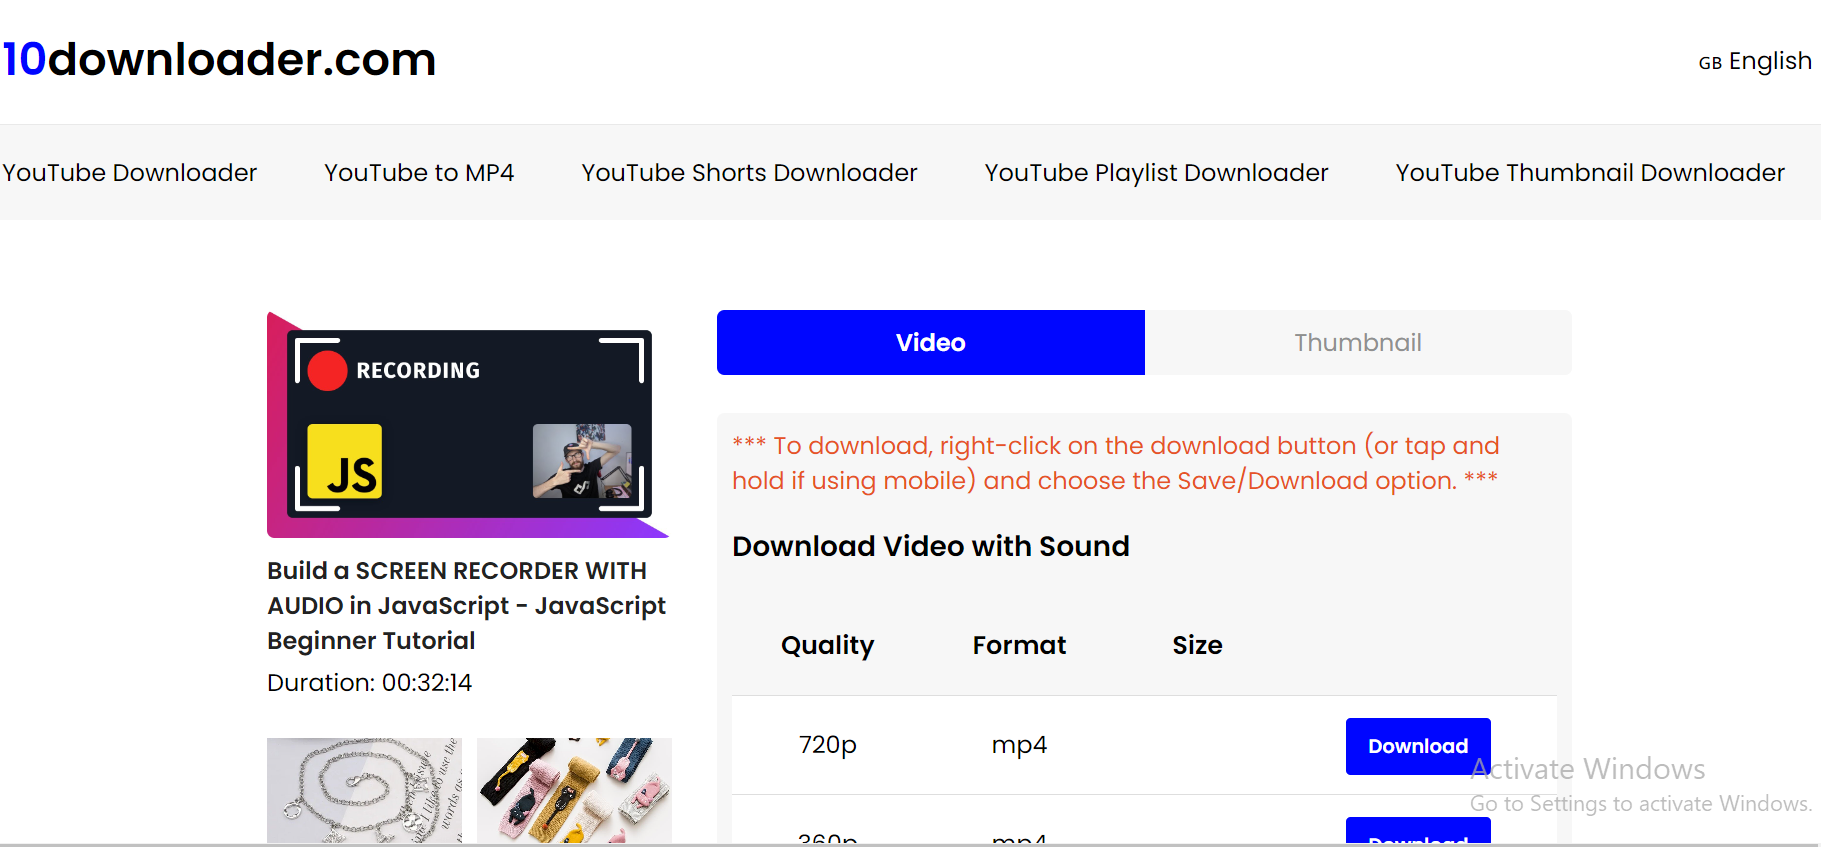 10downloader.com
GB English
YouTube Downloader
YouTube to MP4
YouTube Shorts Downloader
YouTube Playlist Downloader
YouTube Thumbnail Downloader
RECORDING
JS
Build a SCREEN RECORDER WITH
AUDIO in JavaScript - JavaScript
Beginner Tutorial
Duration: 00:32:14
Video
Thumbnail
*** To download, right-click on the download button (or tap and
hold if using mobile) and choose the Save/Download option. ***
Download Video with Sound
Quality Format Size
720p mp4 Download
360p mp4 Download
Activate Windows
Go to Settings to activate Windows.